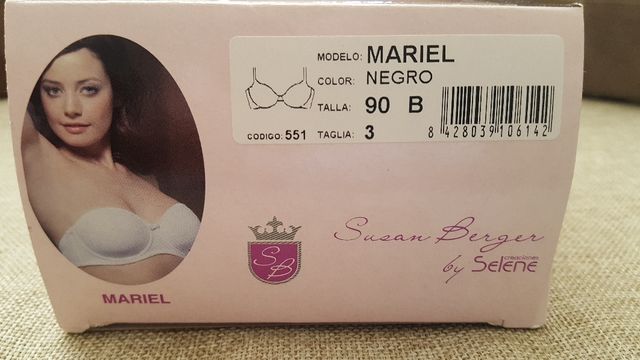 MODELO: MARIEL
COLOR: NEGRO
TALLA: 90 B
CODIGO: 551 TAGLIA: 3
8 428039 106142
MARIEL
SB
Susan Berger
by creaciones Selene